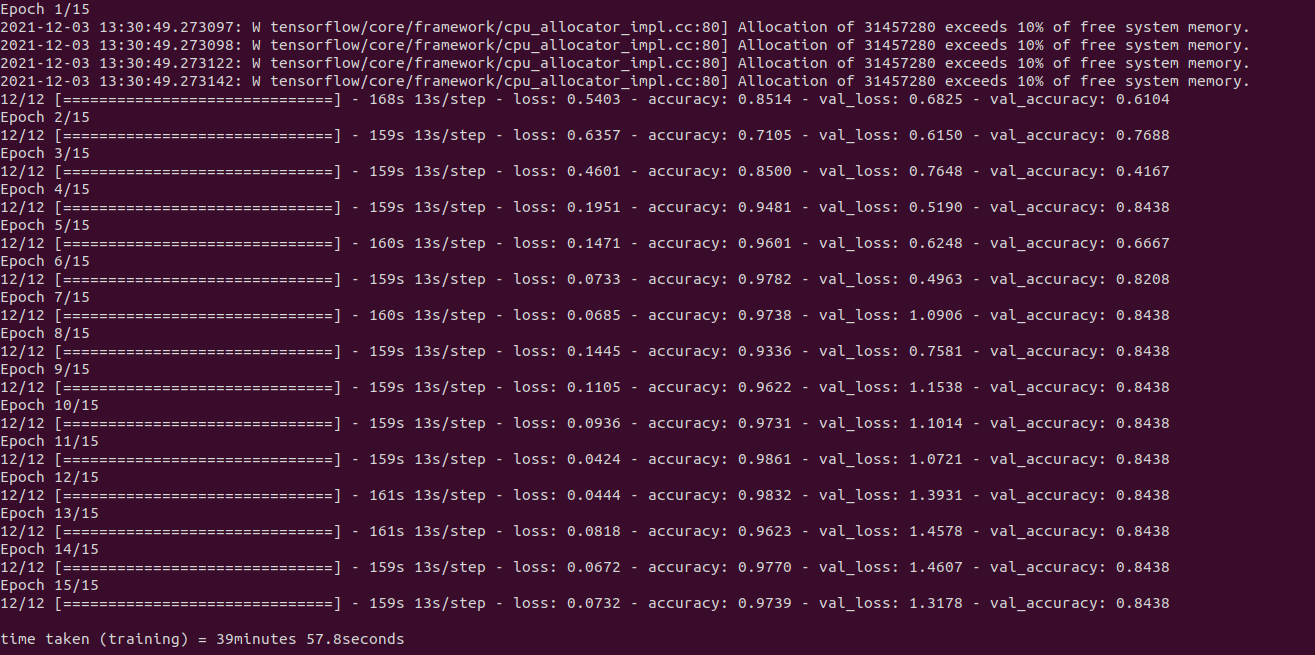 Epoch 1/15
2021-12-03 13:30:49.273097: W tensorflow/core/framework/cpu_allocator_impl.cc:80] Allocation of 31457280 exceeds 10% of free system memory.
2021-12-03 13:30:49.273098: W tensorflow/core/framework/cpu_allocator_impl.cc:80] Allocation of 31457280 exceeds 10% of free system memory.
2021-12-03 13:30:49.273122: W tensorflow/core/framework/cpu_allocator_impl.cc:80] Allocation of 31457280 exceeds 10% of free system memory.
2021-12-03 13:30:49.273142: W tensorflow/core/framework/cpu_allocator_impl.cc:80] Allocation of 31457280 exceeds 10% of free system memory.
12/12 [==============================] - 168s 13s/step - loss: 0.5403 - accuracy: 0.8514 - val_loss: 0.6825 - val_accuracy: 0.6104
Epoch 2/15
12/12 [==============================] - 159s 13s/step - loss: 0.6357 - accuracy: 0.7105 - val_loss: 0.6150 - val_accuracy: 0.7688
Epoch 3/15
12/12 [==============================] - 159s 13s/step - loss: 0.4601 - accuracy: 0.8500 - val_loss: 0.7648 - val_accuracy: 0.4167
Epoch 4/15
12/12 [==============================] - 159s 13s/step - loss: 0.1951 - accuracy: 0.9481 - val_loss: 0.5190 - val_accuracy: 0.8438
Epoch 5/15
12/12 [==============================] - 160s 13s/step - loss: 0.1471 - accuracy: 0.9601 - val_loss: 0.6248 - val_accuracy: 0.6667
Epoch 6/15
12/12 [==============================] - 159s 13s/step - loss: 0.0733 - accuracy: 0.9782 - val_loss: 0.4963 - val_accuracy: 0.8208
Epoch 7/15
12/12 [==============================] - 160s 13s/step - loss: 0.0685 - accuracy: 0.9738 - val_loss: 1.0906 - val_accuracy: 0.8438
Epoch 8/15
12/12 [==============================] - 159s 13s/step - loss: 0.1445 - accuracy: 0.9336 - val_loss: 0.7581 - val_accuracy: 0.8438
Epoch 9/15
12/12 [==============================] - 159s 13s/step - loss: 0.1105 - accuracy: 0.9622 - val_loss: 1.1538 - val_accuracy: 0.8438
Epoch 10/15
12/12 [==============================] - 159s 13s/step - loss: 0.0936 - accuracy: 0.9731 - val_loss: 1.1014 - val_accuracy: 0.8438
Epoch 11/15
12/12 [==============================] - 159s 13s/step - loss: 0.0424 - accuracy: 0.9861 - val_loss: 1.0721 - val_accuracy: 0.8438
Epoch 12/15
12/12 [==============================] - 161s 13s/step - loss: 0.0444 - accuracy: 0.9832 - val_loss: 1.3931 - val_accuracy: 0.8438
Epoch 13/15
12/12 [==============================] - 161s 13s/step - loss: 0.0818 - accuracy: 0.9623 - val_loss: 1.4578 - val_accuracy: 0.8438
Epoch 14/15
12/12 [==============================] - 159s 13s/step - loss: 0.0672 - accuracy: 0.9770 - val_loss: 1.4607 - val_accuracy: 0.8438
Epoch 15/15
12/12 [==============================] - 159s 13s/step - loss: 0.0732 - accuracy: 0.9739 - val_loss: 1.3178 - val_accuracy: 0.8438
time taken (training) = 39minutes 57.8seconds